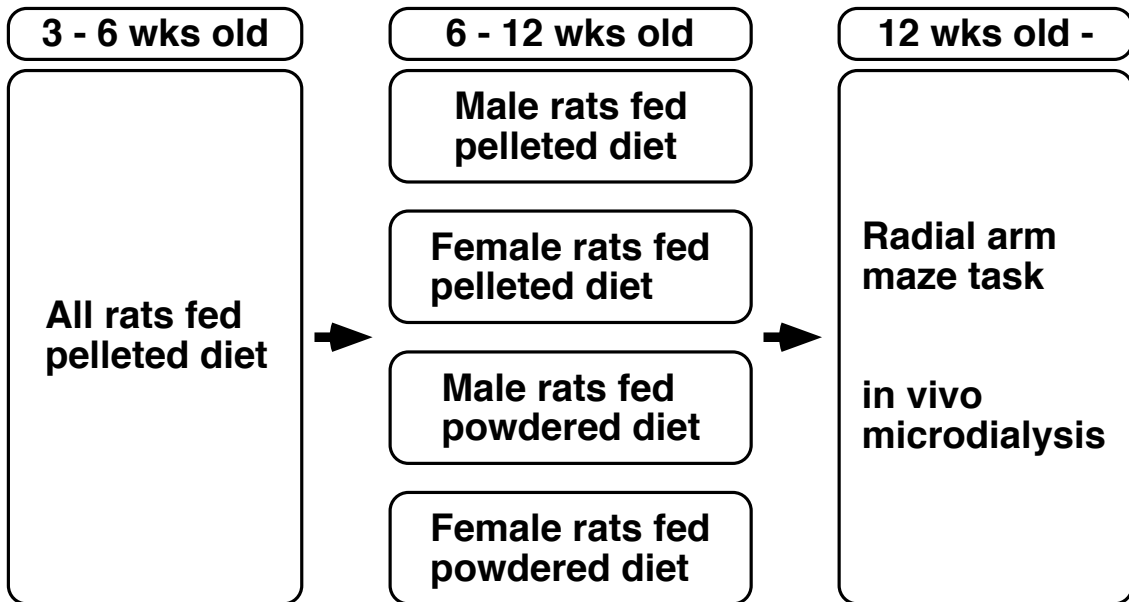 3 - 6 wks old
6 - 12 wks old
12 wks old -
All rats fed
pelleted diet
Male rats fed
pelleted diet
Female rats fed
pelleted diet
Male rats fed
powdered diet
Female rats fed
powdered diet
Radial arm
maze task
in vivo
microdialysis